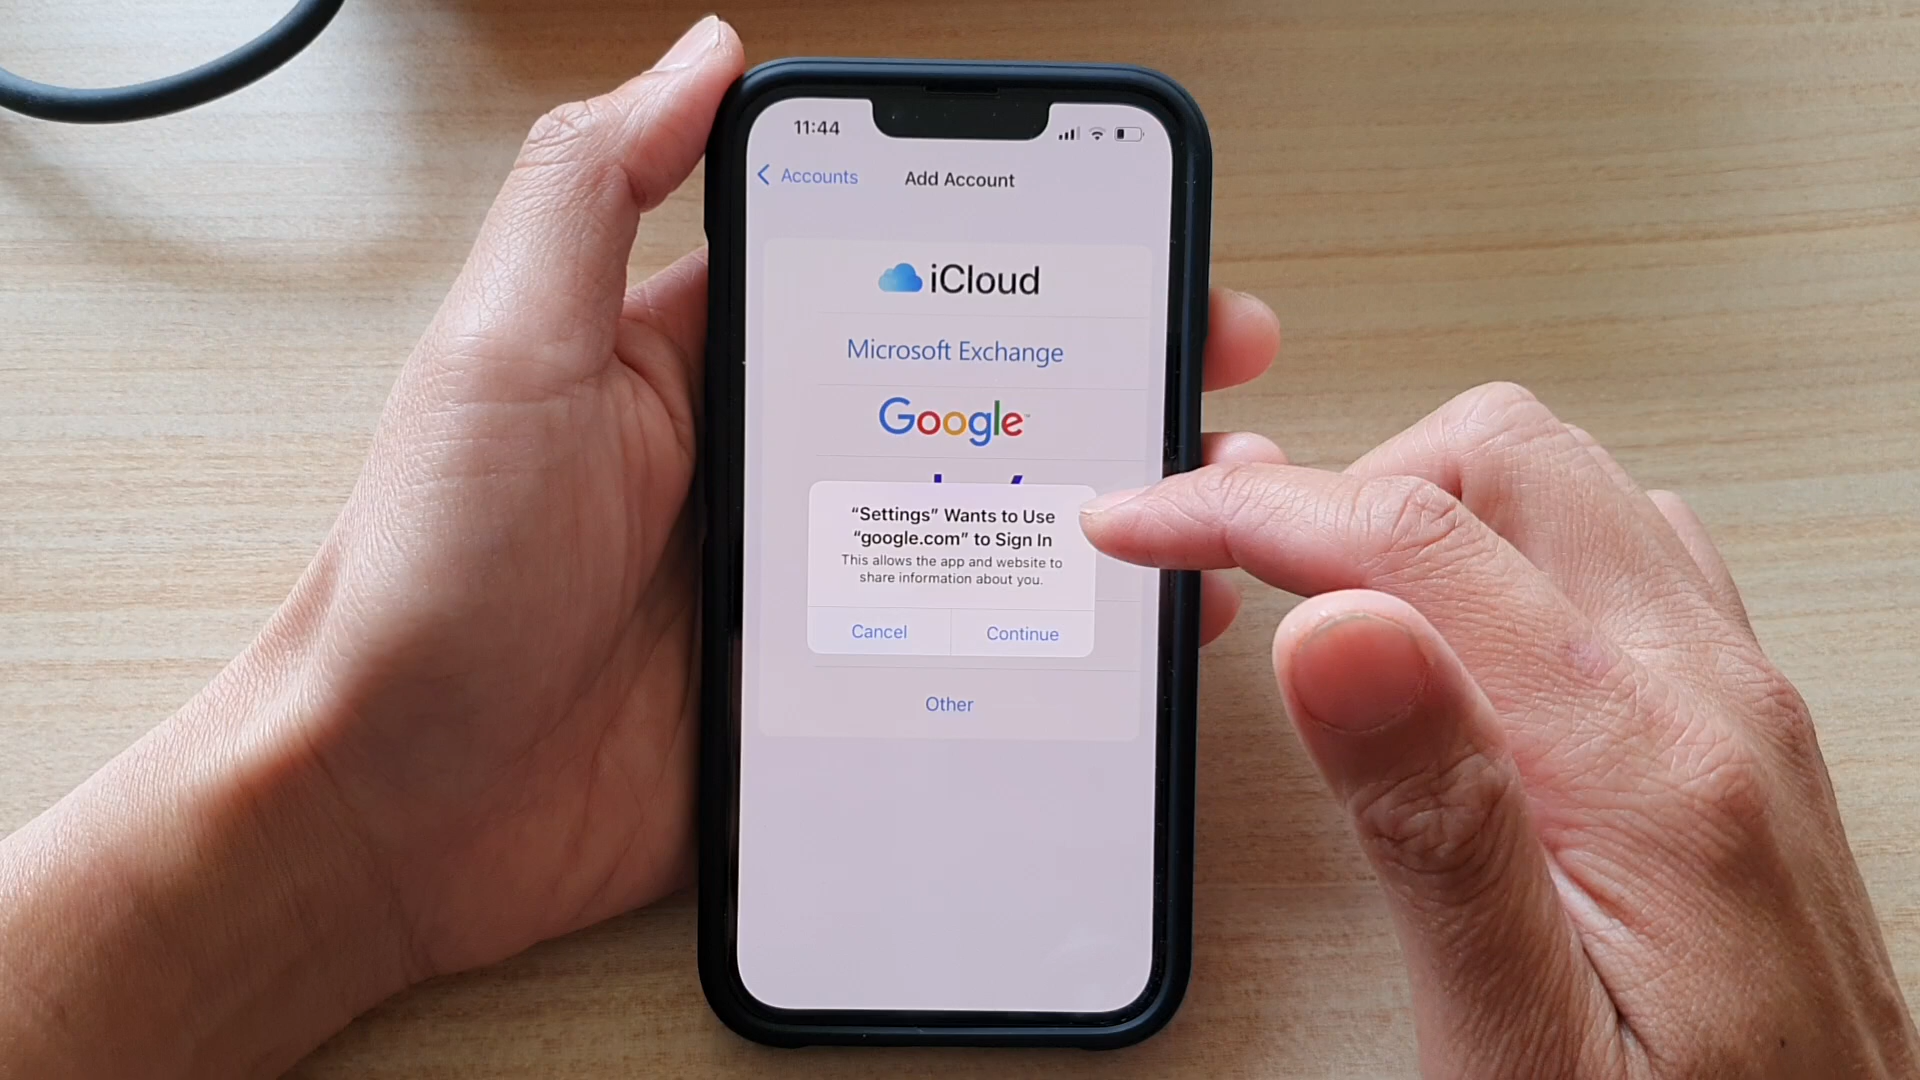 11:44
Accounts
Add Account
iCloud
Microsoft Exchange
Google
“Settings” Wants to Use
“google.com” to Sign In
This allows the app and website to
share information about you.
Cancel
Continue
Other